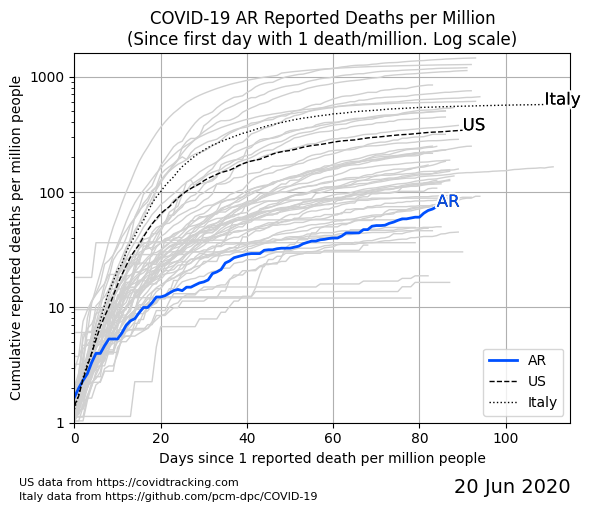 COVID-19 AR Reported Deaths per Million
(Since first day with 1 death/million. Log scale)
Cumulative reported deaths per million people
1000
100
10
1
Italy
US
AR
AR
US
Italy
0 20 40 60 80 100
Days since 1 reported death per million people
US data from https://covidtracking.com
Italy data from https://github.com/pcm-dpc/COVID-19
20 Jun 2020